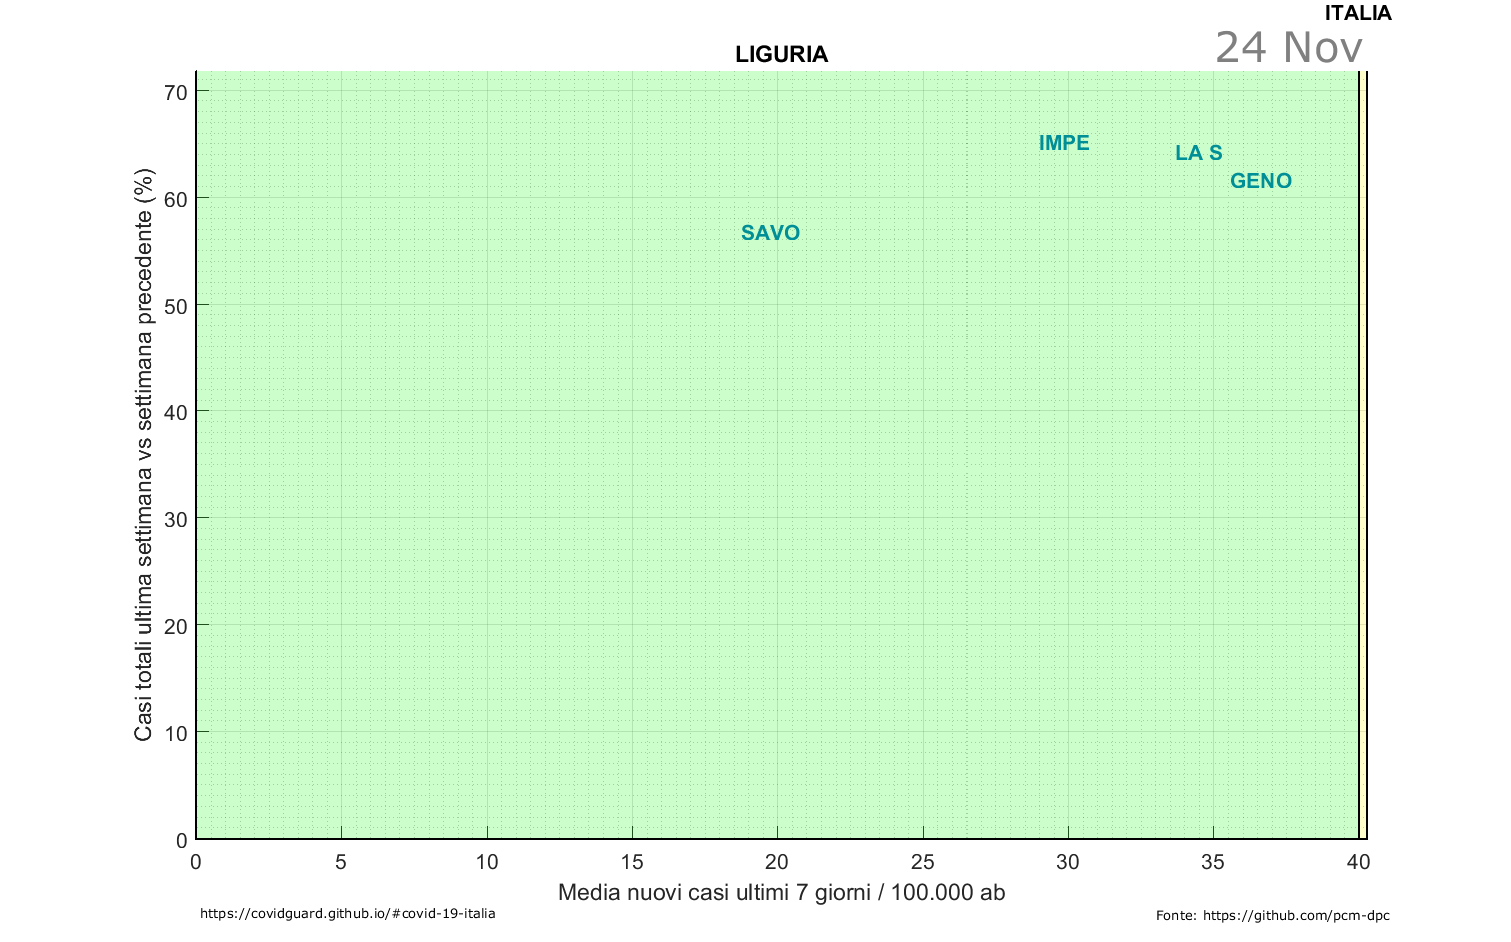 ITALIA
24 Nov
LIGURIA
70
60
50
40
30
20
10
0
Casi totali ultima settimana vs settimana precedente (%)
IMPE
LA S
GENO
SAVO
0 5 10 15 20 25 30 35 40
Media nuovi casi ultimi 7 giorni / 100.000 ab
https://covidguard.github.io/#covid-19-italia
Fonte: https://github.com/pcm-dpc